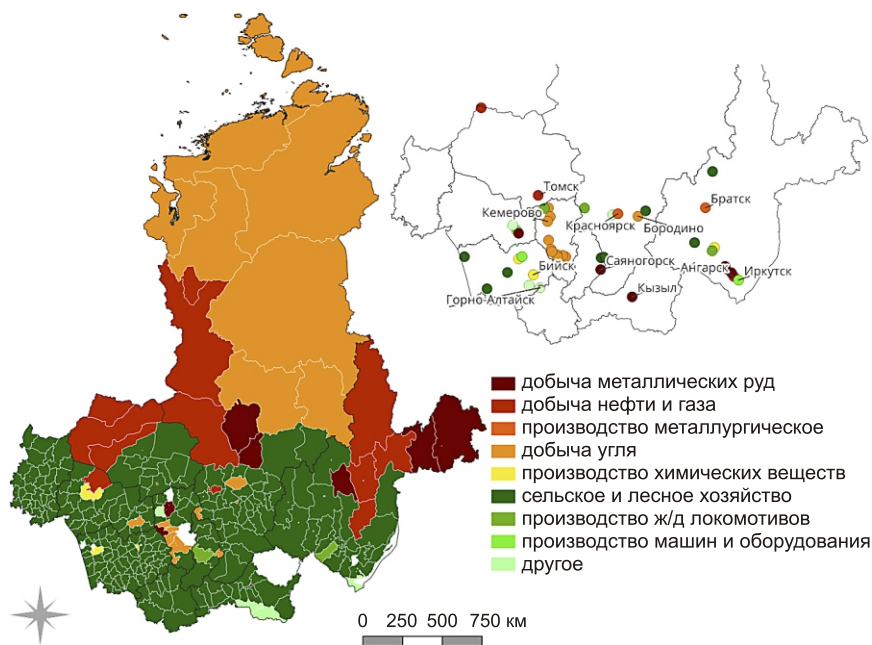 Томск
Кемерово
Братск
Красноярск
Бородино
Бийск
Саяногорск
Ангарск
Иркутск
Горно-Алтайск
Кызыл
добыча металлических руд
добыча нефти и газа
производство металлургическое
добыча угля
производство химических веществ
сельское и лесное хозяйство
производство ж/д локомотивов
производство машин и оборудования
другое
0 250 500 750 км